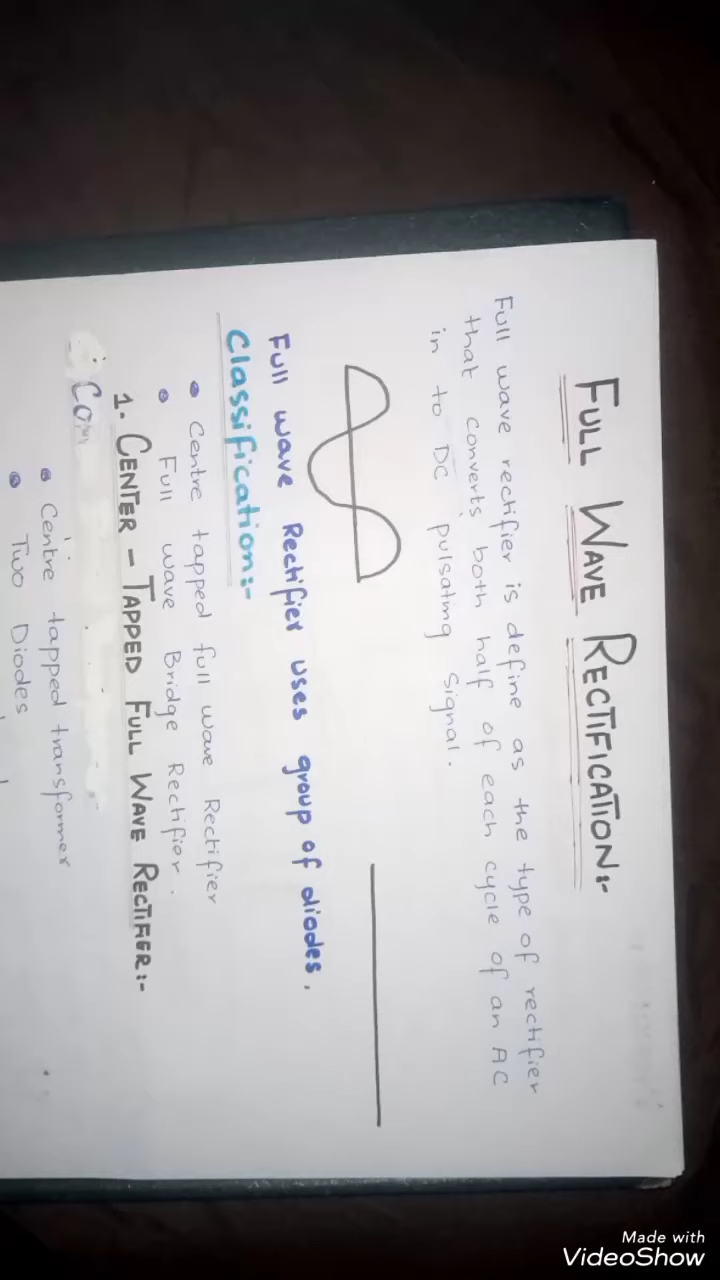 FULL WAVE RECTIFICATION:-
Full wave rectifier is define as the type of rectifier
that converts both half of each cycle of an AC
in to DC pulsating signal.
Full wave Rectifier uses group of diodes.
Classification:-
• Centre tapped full wave Rectifier
• Full wave Bridge Rectifier.
1. CENTER - TAPPED FULL WAVE RECTIFIER:-
• Centre tapped transformer
• Two Diodes
Made with
VideoShow